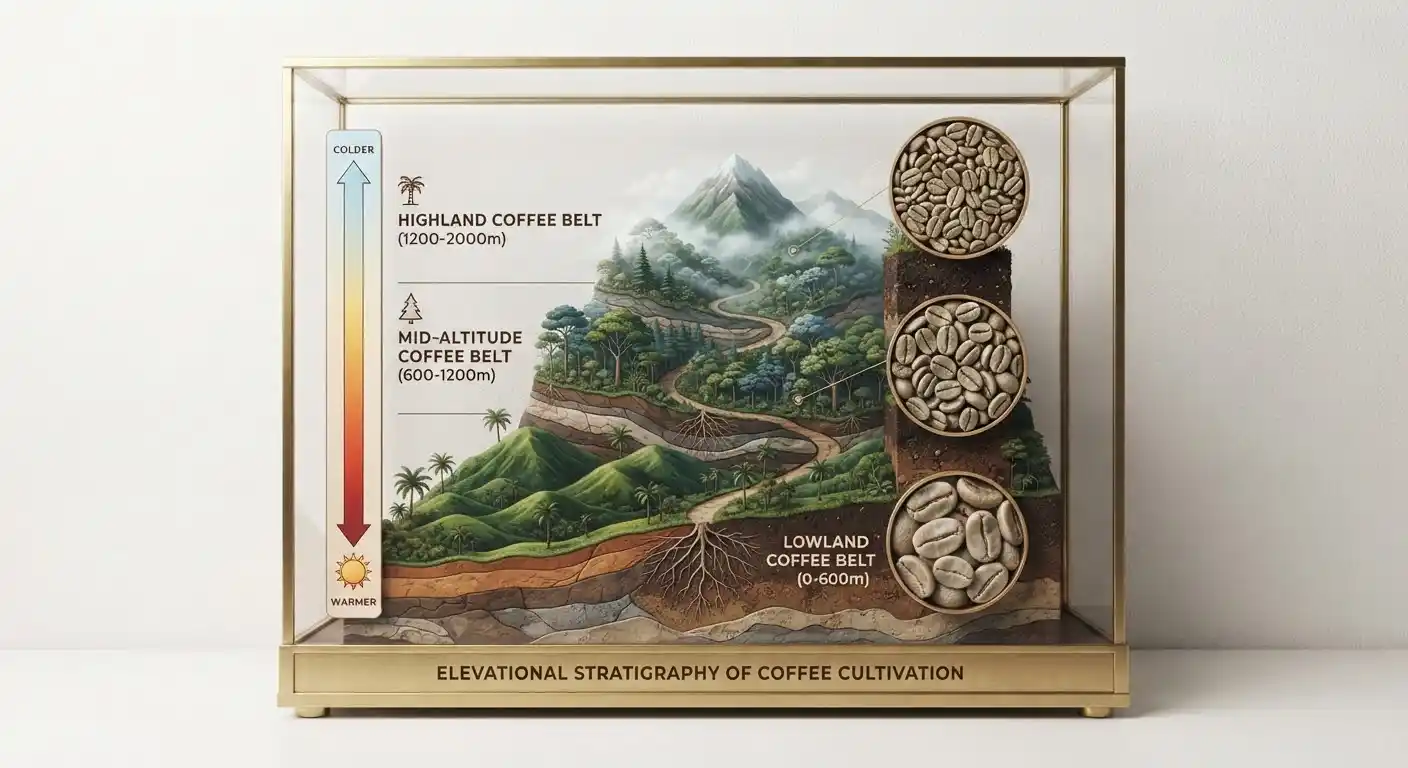 COLDER
HIGHLAND COFFEE BELT
(1200-2000m)
MID-ALTITUDE
COFFEE BELT
(600-1200m)
LOWLAND
COFFEE BELT
(0-600m)
WARMER
ELEVATIONAL STRATIGRAPHY OF COFFEE CULTIVATION